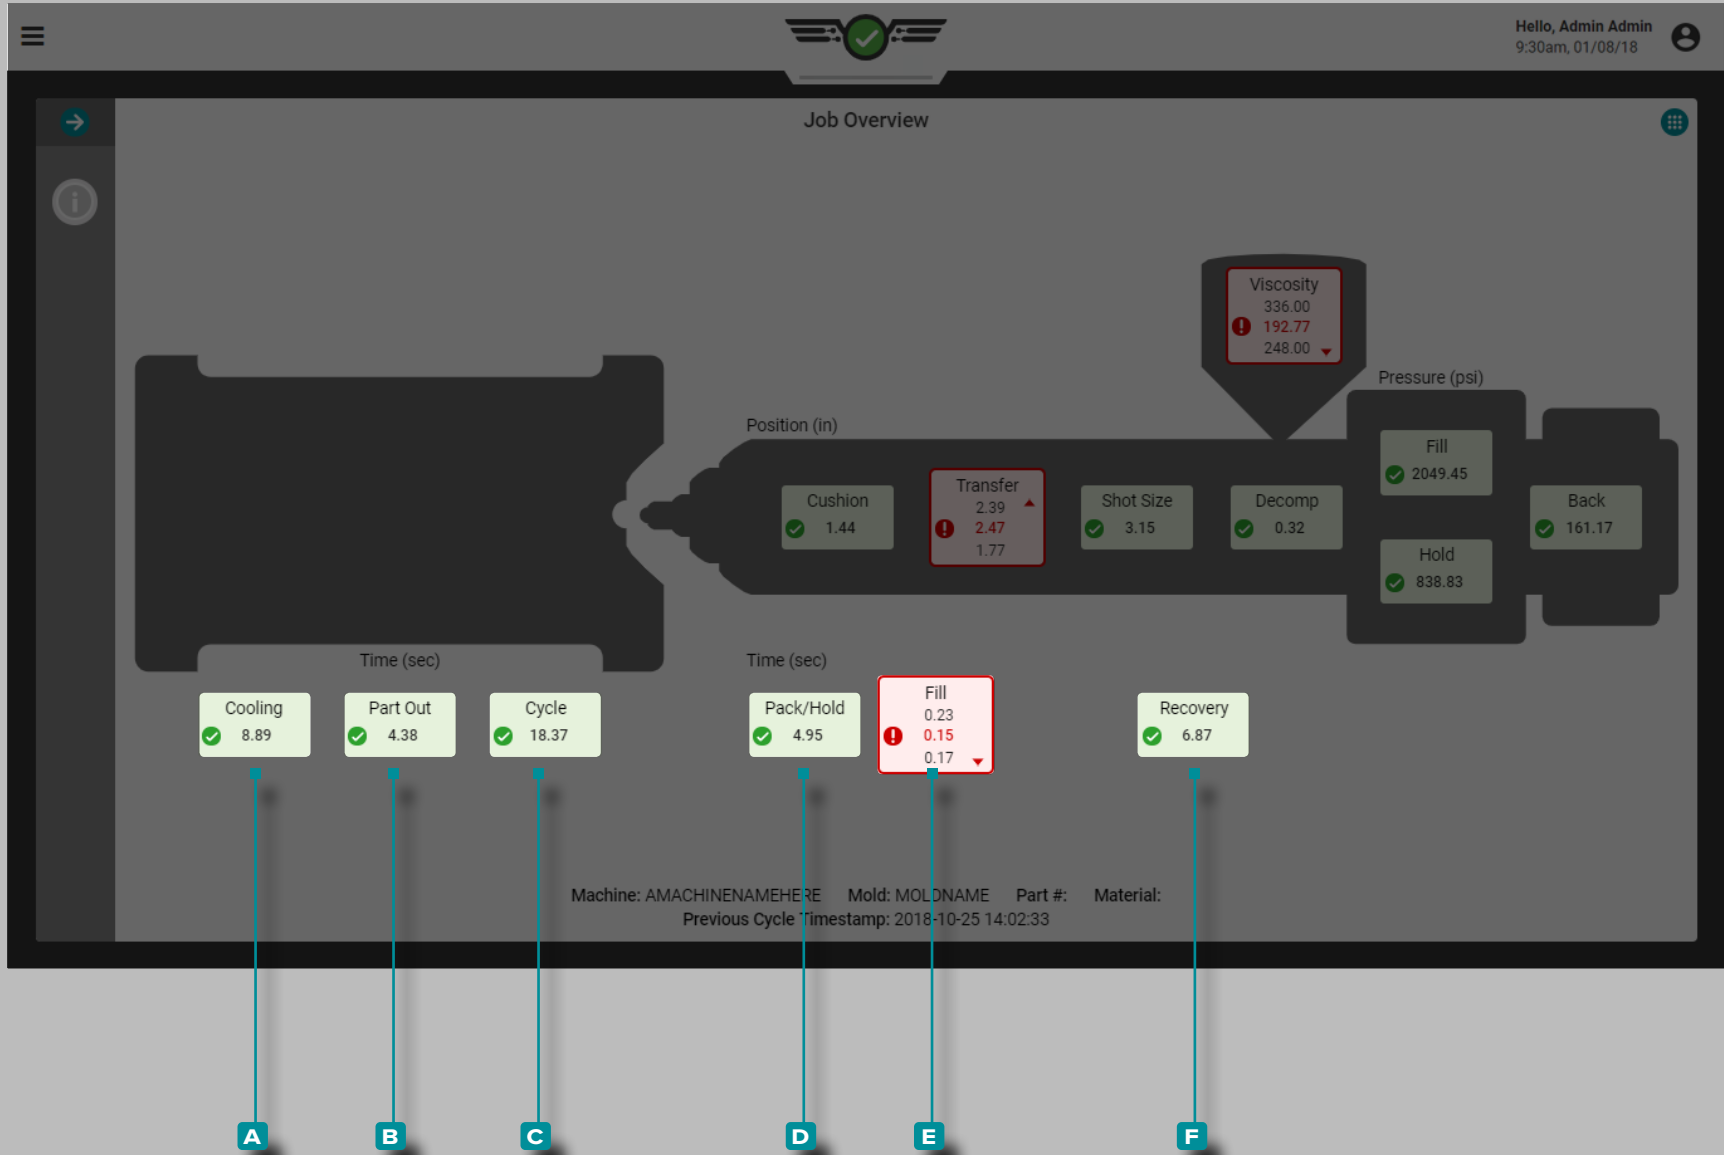 Hello, Admin Admin
9:30am, 01/08/18
Job Overview
Viscosity
336.00
192.77
248.00
Pressure (psi)
Position (in)
Fill
2049.45
Cushion
1.44
Transfer
2.39
2.47
1.77
Shot Size
3.15
Decomp
0.32
Back
161.17
Hold
838.83
Time (sec)
Time (sec)
Cooling
8.89
Part Out
4.38
Cycle
18.37
Pack/Hold
4.95
Fill
0.23
0.15
0.17
Recovery
6.87
Machine: AMACHINENAMEHERE Mold: MOLDNAME Part #: Material:
Previous Cycle Timestamp: 2018-10-25 14:02:33
A B C D E F